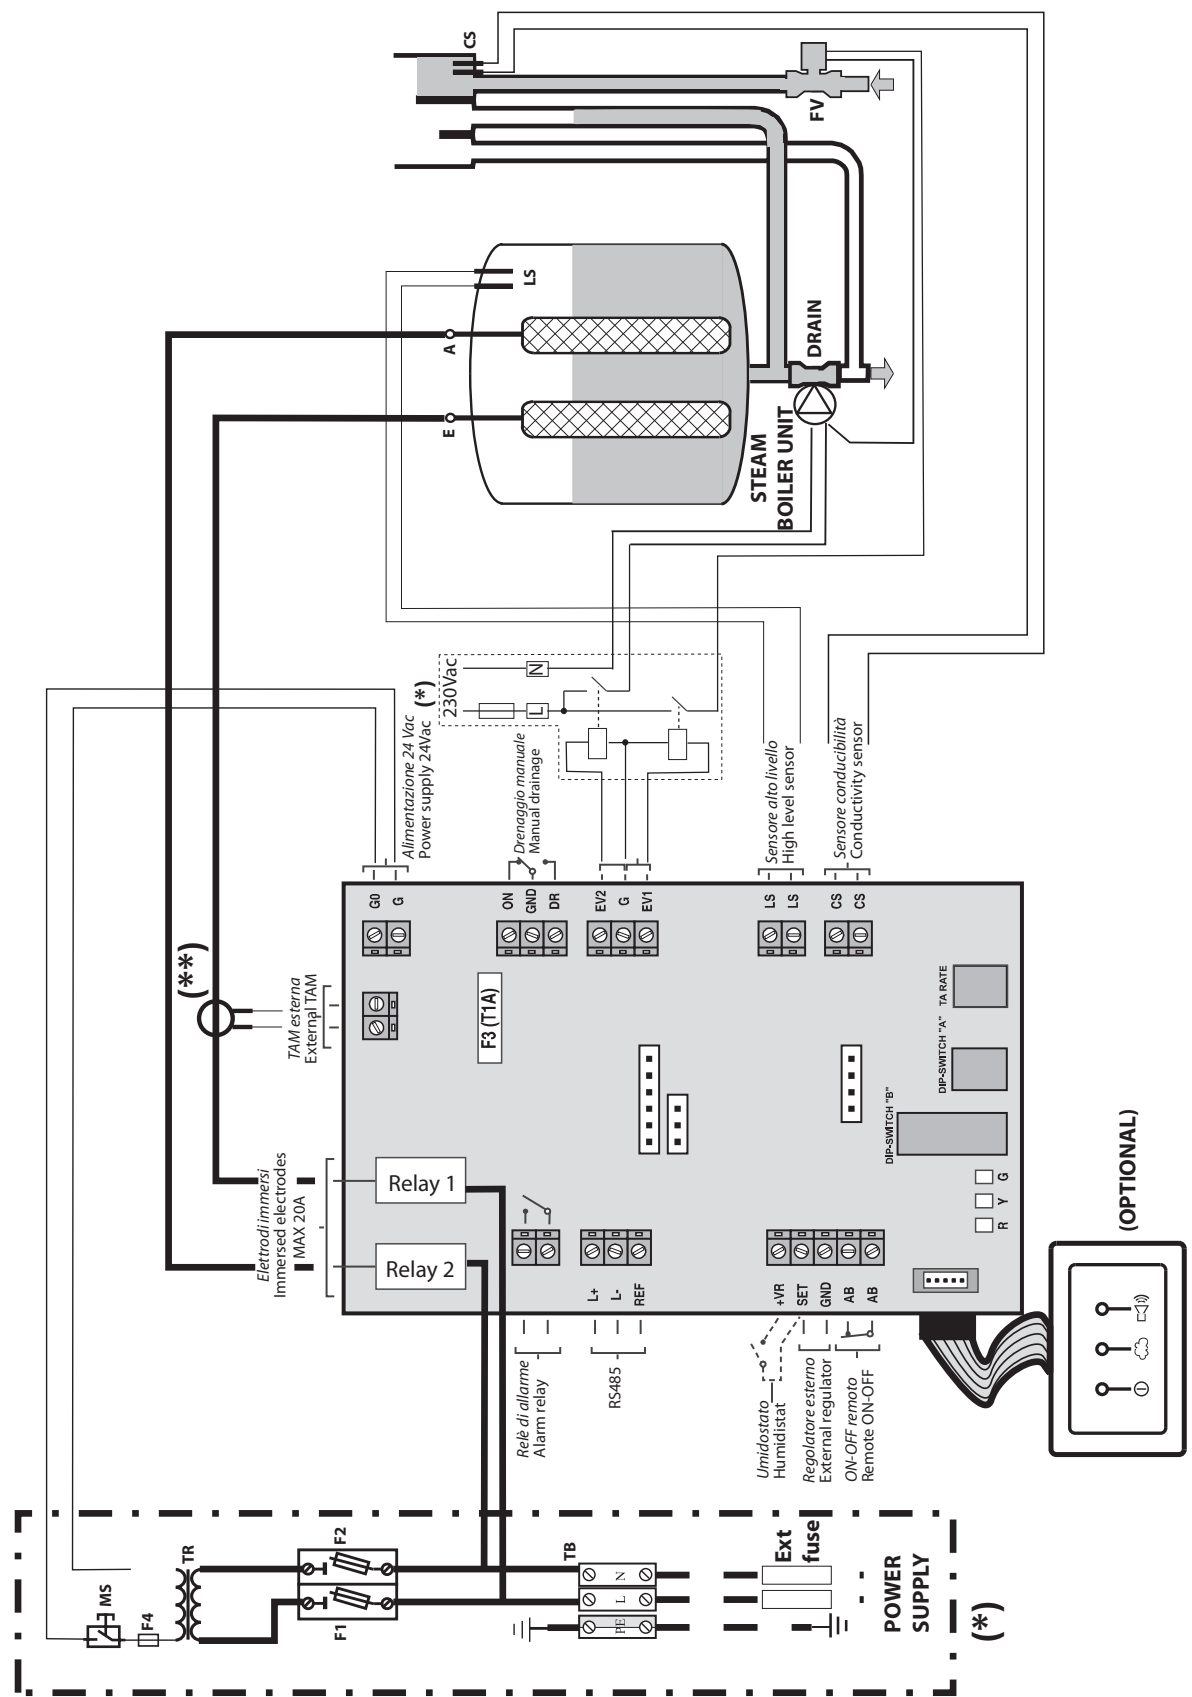 CS
FV
LS
A
E
DRAIN
STEAM
BOILER UNIT
230Vac
(*)
N
L
Alimentazione 24 Vac
Power supply 24Vac
Drenaggio manuale
Manual drainage
Sensore alto livello
High level sensor
Sensore conducibilità
Conductivity sensor
G0
G
ON
GND
DR
EV2
G
EV1
LS
LS
CS
CS
(**)
TAM esterna
External TAM
F3 (T1A)
TA RATE
DIP-SWITCH "A"
DIP-SWITCH "B"
Elettrodi immersi
Immersed electrodes
MAX 20A
Relay 1
Relay 2
R
Y
G
L+
L-
REF
+VR
SET
GND
AB
AB
Relè di allarme
Alarm relay
RS485
Umidostato
Humidistat
Regolatore esterno
External regulator
ON-OFF remoto
Remote ON-OFF
(OPTIONAL)
MS
F4
TR
F2
F1
TB
N
L
PE
Ext
fuse
POWER
SUPPLY
(*)